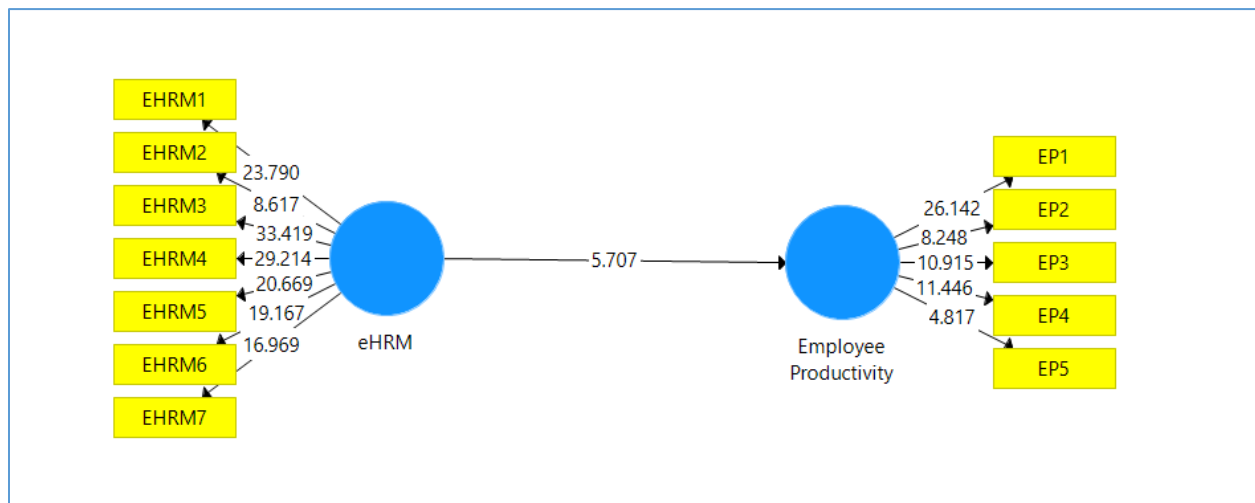 EHRM1
EHRM2
EHRM3
EHRM4
EHRM5
EHRM6
EHRM7
23.790
8.617
33.419
29.214
20.669
19.167
16.969
eHRM
5.707
Employee
Productivity
26.142
8.248
10.915
11.446
4.817
EP1
EP2
EP3
EP4
EP5